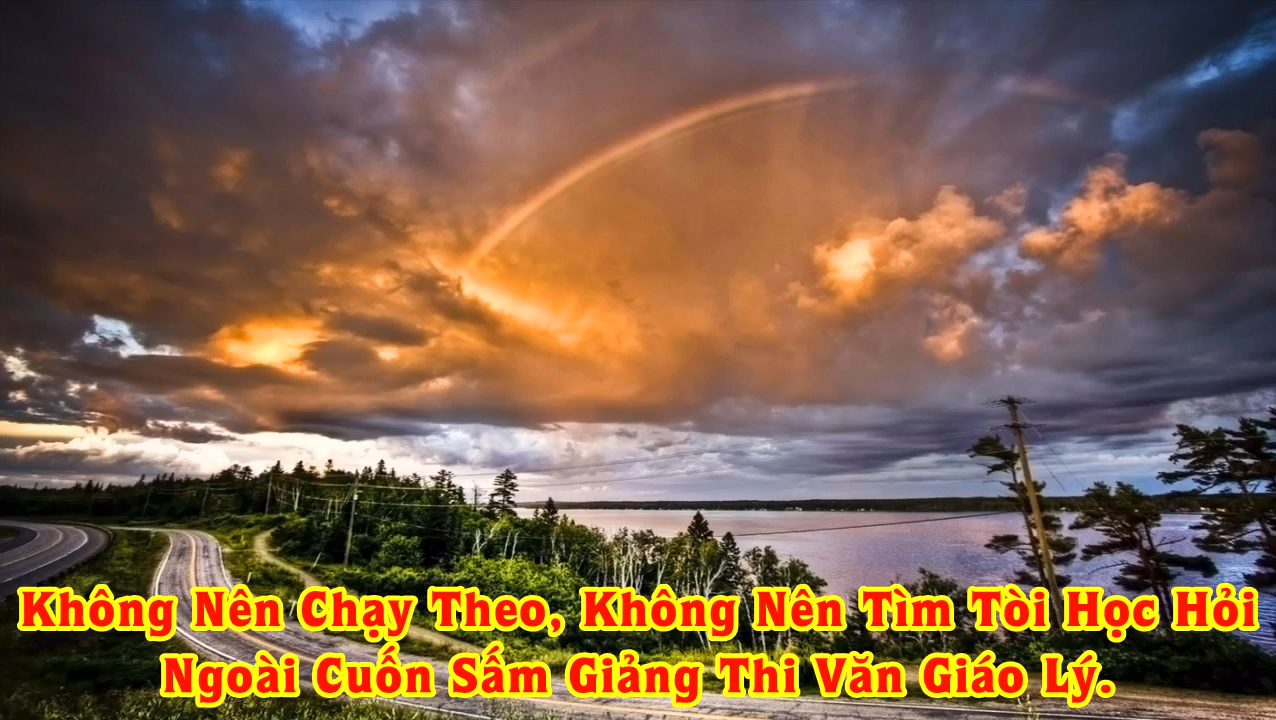 Không Nên Chạy Theo, Không Nên Tìm Tòi Học Hỏi
Ngoài Cuốn Sấm Giảng Thi Văn Giáo Lý.